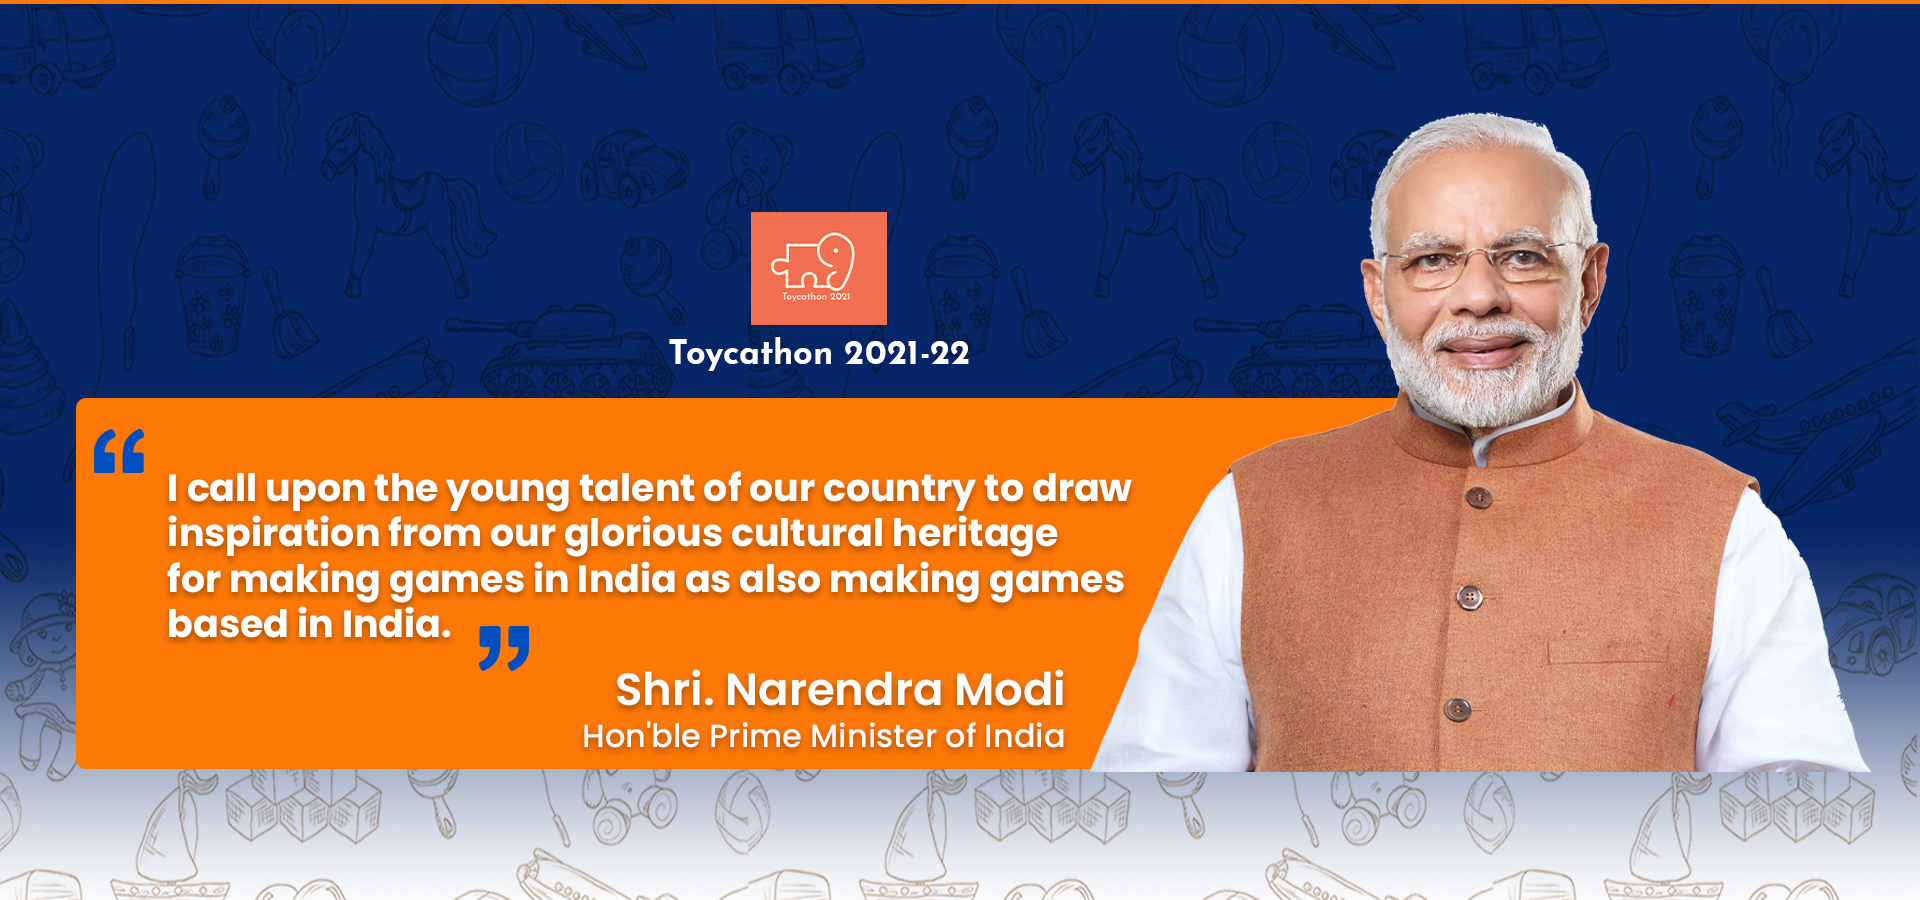 Toycathon 2021
Toycathon 2021-22
“
I call upon the young talent of our country to draw
inspiration from our glorious cultural heritage
for making games in India as also making games
based in India.
”
Shri. Narendra Modi
Hon'ble Prime Minister of India